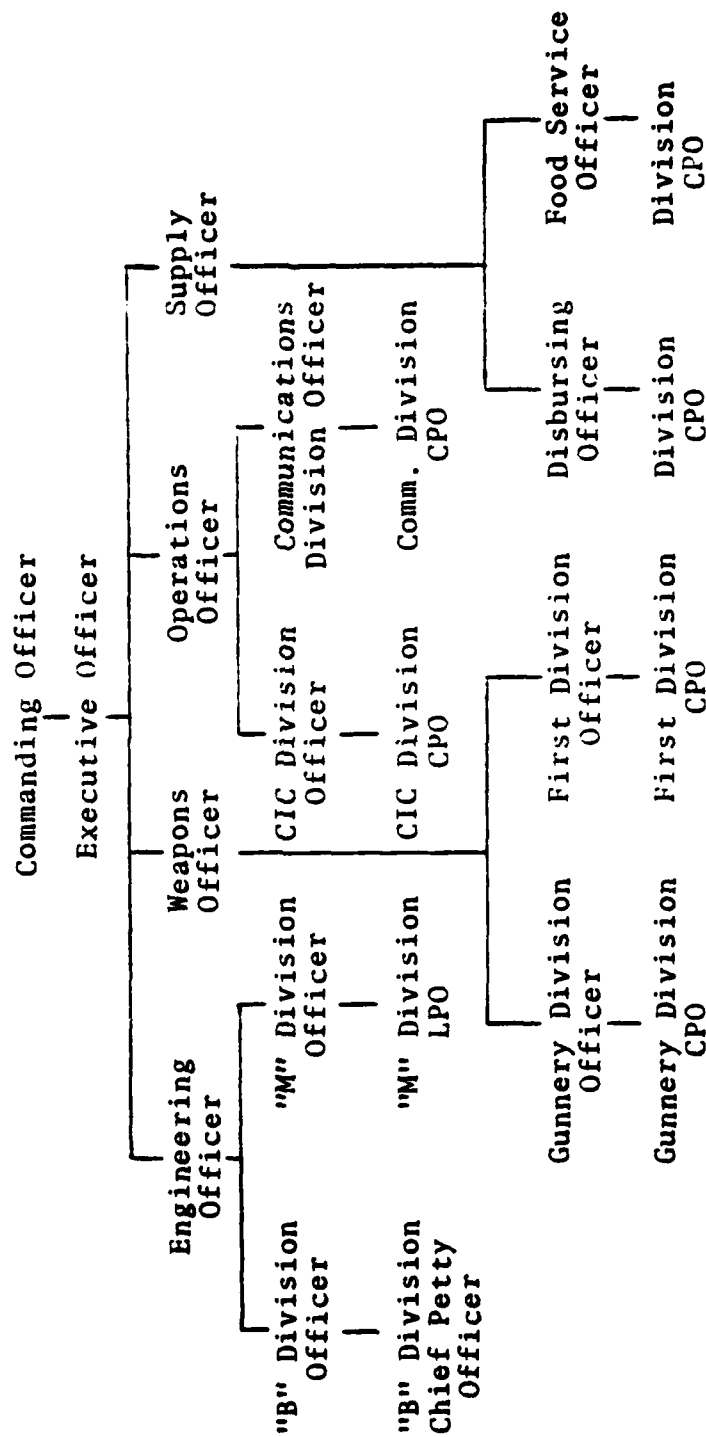 Commanding Officer
Executive Officer
Engineering
Officer
Weapons
Officer
Operations
Officer
Supply
Officer
"B" Division
Officer
"M" Division
Officer
CIC Division
Officer
Communications
Division Officer
"B" Division
Chief Petty
Officer
"M" Division
LPO
CIC Division
CPO
Comm. Division
CPO
Gunnery Division
Officer
First Division
Officer
Disbursing
Officer
Food Service
Officer
Gunnery Division
CPO
First Division
CPO
Division
CPO
Division
CPO